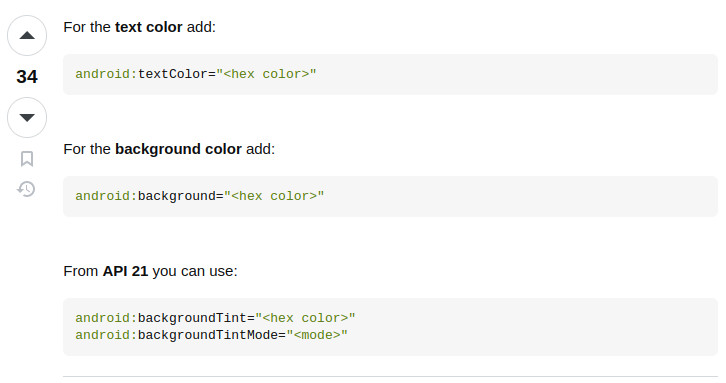 For the text color add:
34
android:textColor="<hex color>"
For the background color add:
android:background="<hex color>"
From API 21 you can use:
android:backgroundTint="<hex color>"
android:backgroundTintMode="<mode>"